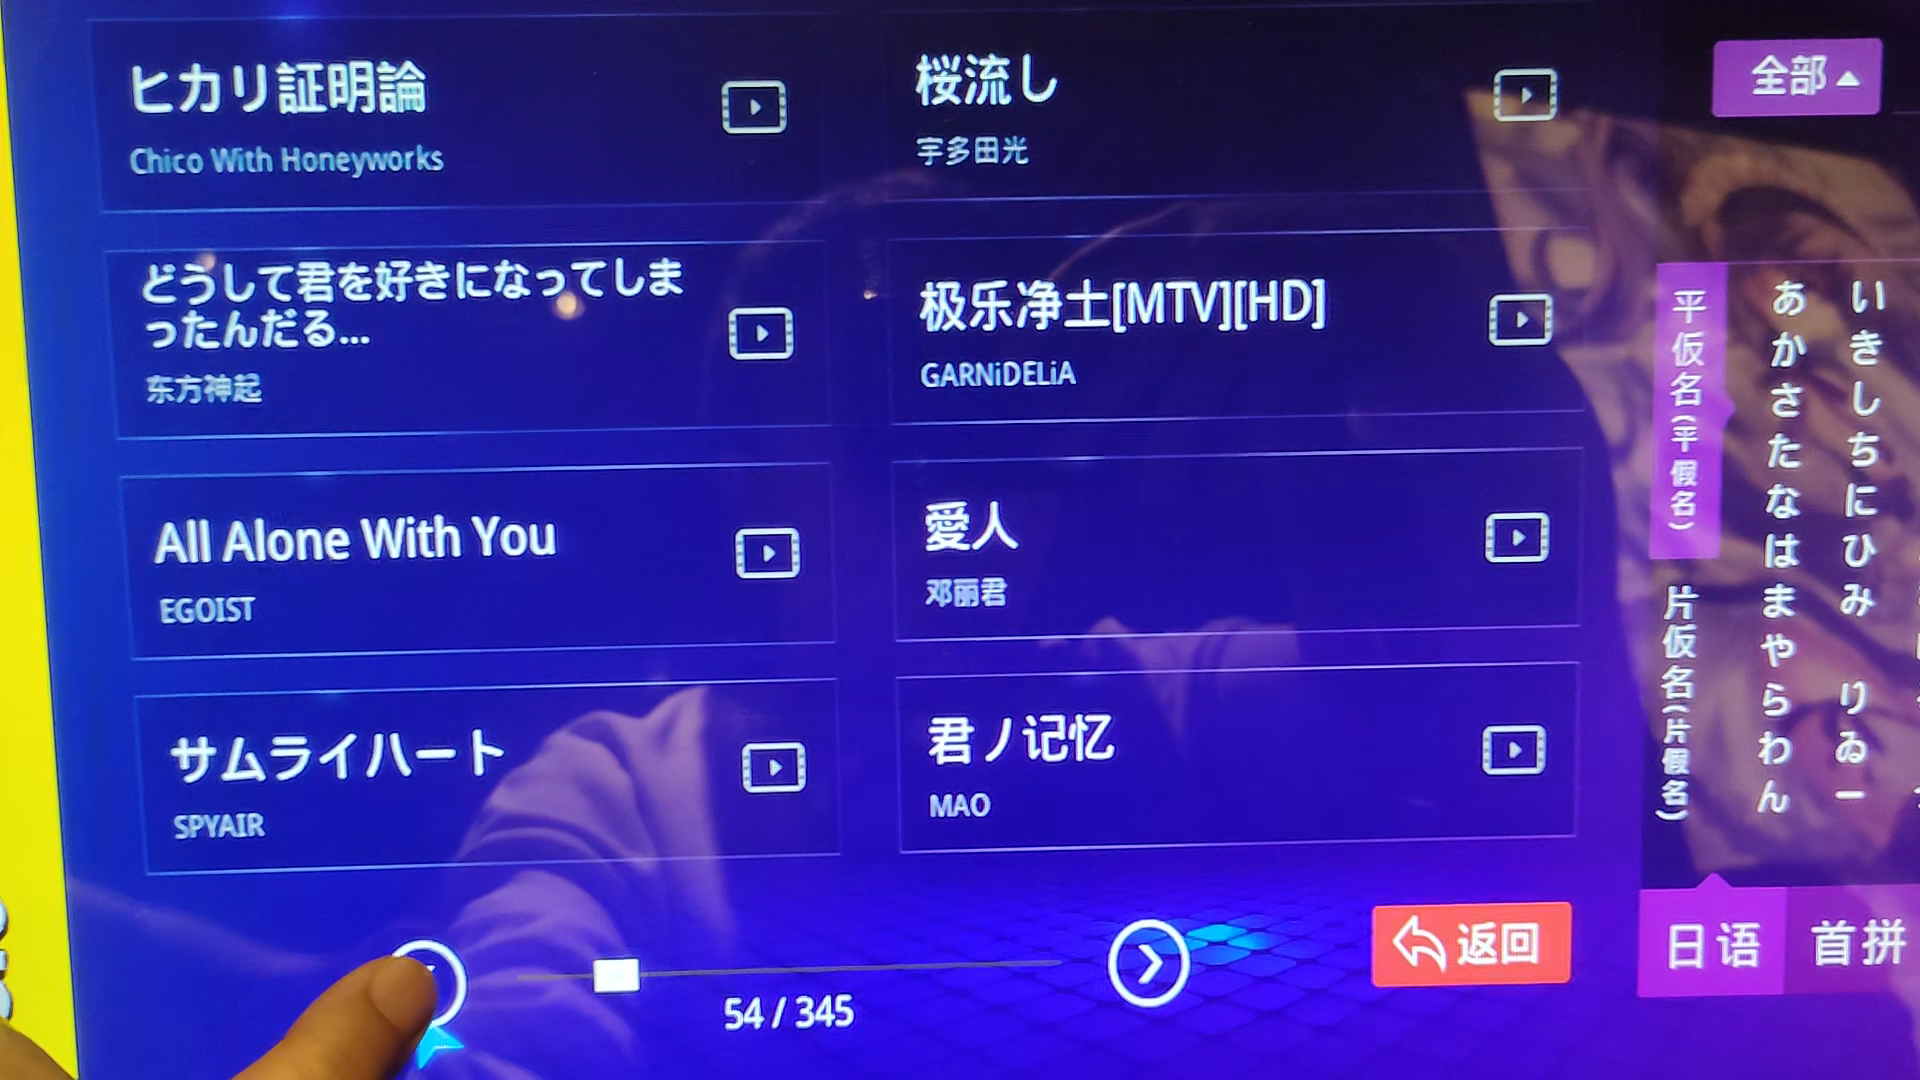 ヒカリ証明論
Chico With Honeyworks
桜流し
宇多田光
どうして君を好きになってしま
ったんだる...
东方神起
极乐净土[MTV][HD]
GARNiDELiA
All Alone With You
EGOIST
愛人
邓丽君
サムライハート
SPYAIR
君ノ记忆
MAO
54 / 345
返回
全部
平仮名(平假名)
片仮名(片假名)
あかさたなはまやらわん
いきしちにひみ りゐー
日语
首拼